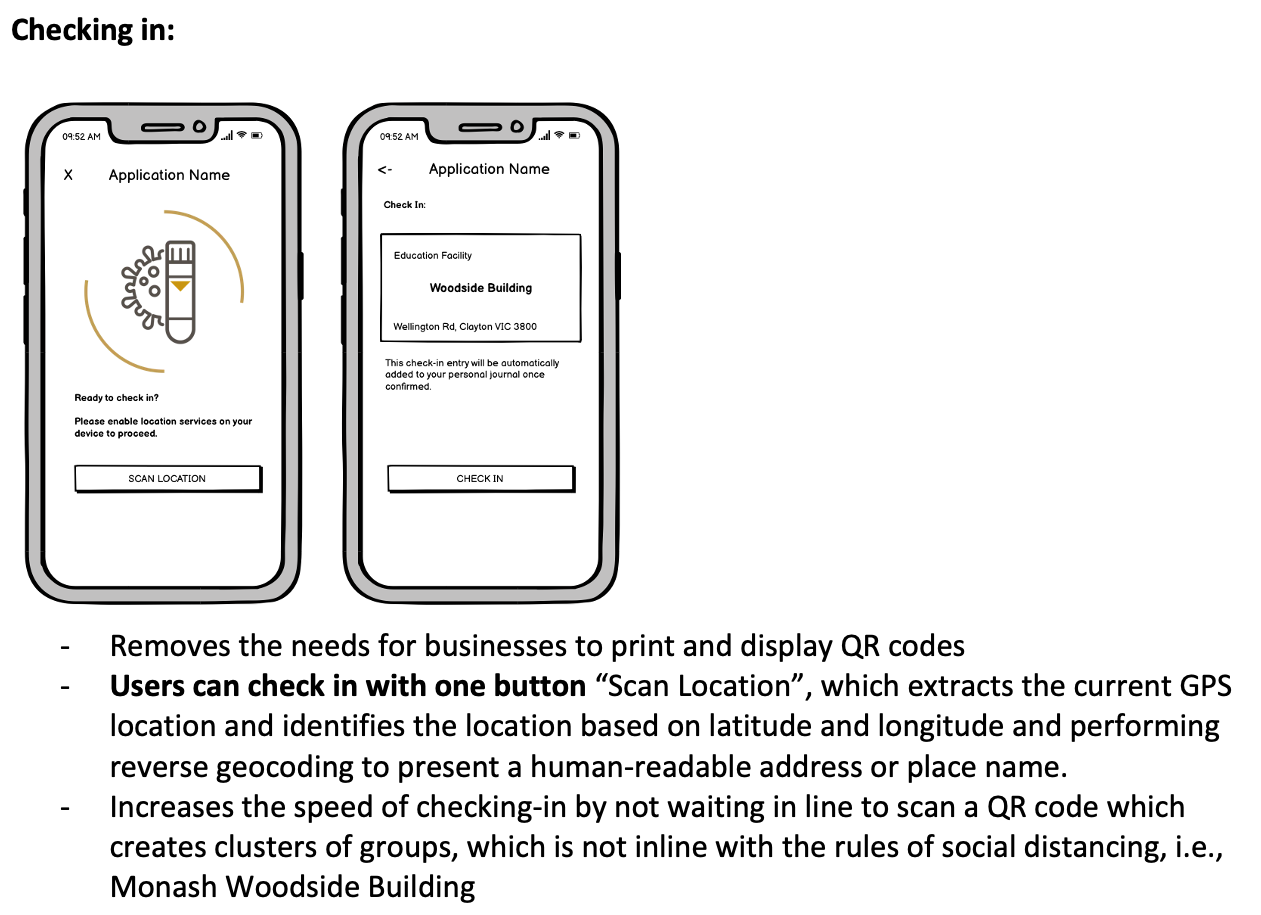 Checking in:
09:52 AM
X Application Name
Ready to check in?
Please enable location services on your
device to proceed.
SCAN LOCATION
09:52 AM
<- Application Name
Check In:
Education Facility
Woodside Building
Wellington Rd, Clayton VIC 3800
This check-in entry will be automatically
added to your personal journal once
confirmed.
CHECK IN
- Removes the needs for businesses to print and display QR codes
- Users can check in with one button “Scan Location”, which extracts the current GPS
location and identifies the location based on latitude and longitude and performing
reverse geocoding to present a human-readable address or place name.
- Increases the speed of checking-in by not waiting in line to scan a QR code which
creates clusters of groups, which is not inline with the rules of social distancing, i.e.,
Monash Woodside Building